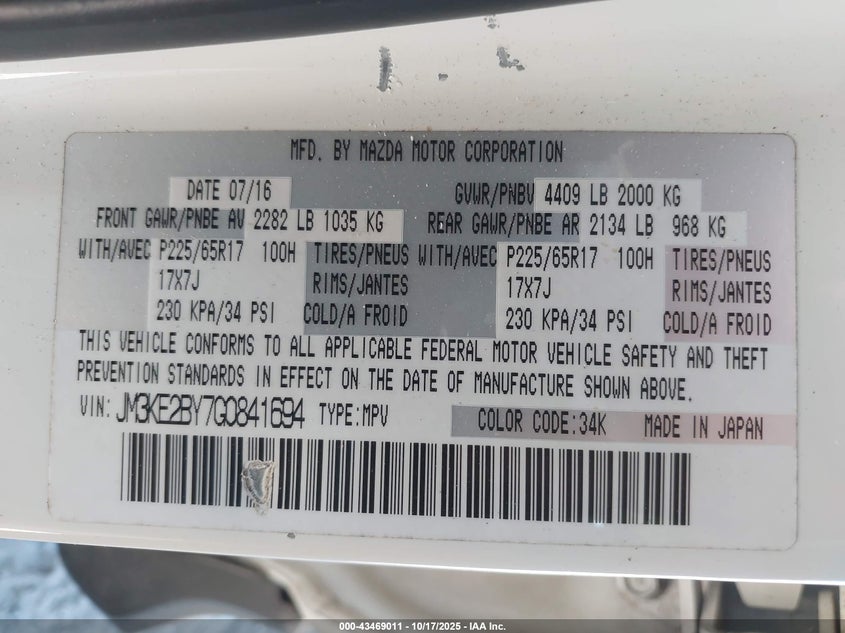 MFD. BY MAZDA MOTOR CORPORATION
DATE 07/16 GVWR/PNBV 4409 LB 2000 KG
FRONT GAWR/PNBE AV 2282 LB 1035 KG REAR GAWR/PNBE AR 2134 LB 968 KG
WITH/AVEC P225/65R17 100H TIRES/PNEUS WITH/AVEC P225/65R17 100H TIRES/PNEUS
17X7J RIMS/JANTES 17X7J RIMS/JANTES
230 KPA/34 PSI COLD/A FROID 230 KPA/34 PSI COLD/A FROID
THIS VEHICLE CONFORMS TO ALL APPLICABLE FEDERAL MOTOR VEHICLE SAFETY AND THEFT
PREVENTION STANDARDS IN EFFECT ON THE DATE OF MANUFACTURE SHOWN ABOVE.
VIN: JM3KE2BY7G0841694 TYPE:MPV COLOR CODE:34K MADE IN JAPAN
000-43469011 - 10/17/2025 - IAA Inc.